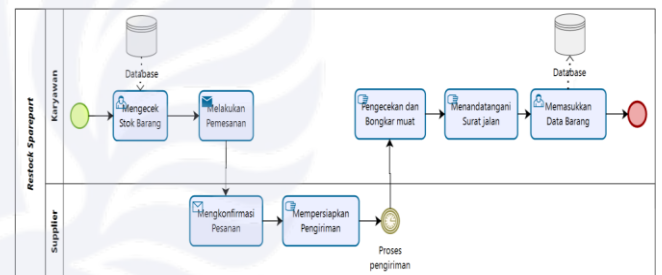 Restock Sparepart
Karyawan
Database
Mengecek
Stok Barang
Melakukan
Pemesanan
Pengecekan dan
Bongkar muat
Menandatangani
Surat jalan
Database
Memasukkan
Data Barang
Supplier
Mengkonfirmasi
Pesanan
Mempersiapkan
Pengiriman
Proses
pengiriman